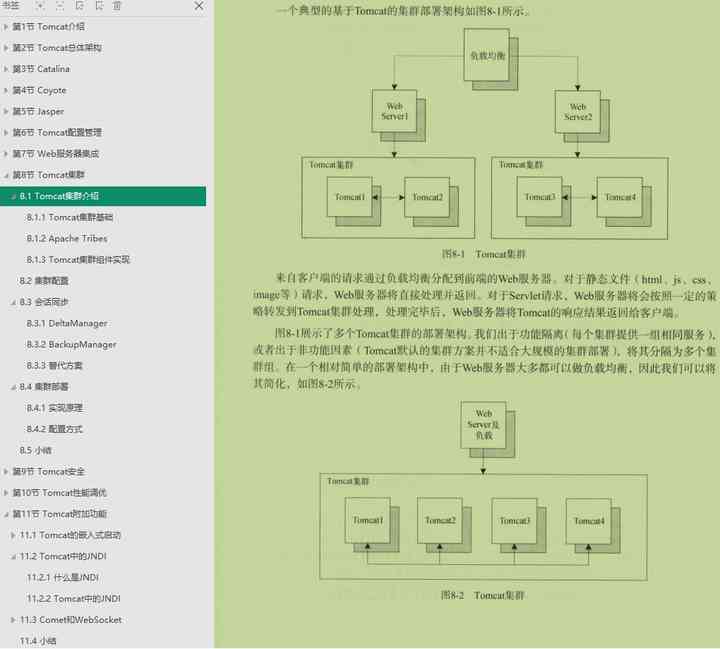 书签
第1节 Tomcat介绍
第2节 Tomcat总体架构
第3节 Catalina
第4节 Coyote
第5节 Jasper
第6节 Tomcat配置管理
第7节 Web服务器集成
第8节 Tomcat集群
8.1 Tomcat集群介绍
8.1.1 Tomcat集群基础
8.1.2 Apache Tribes
8.1.3 Tomcat集群组件实现
8.2 集群配置
8.3 会话同步
8.3.1 DeltaManager
8.3.2 BackupManager
8.3.3 替代方案
8.4 集群部署
8.4.1 实现原理
8.4.2 配置方式
8.5 小结
第9节 Tomcat安全
第10节 Tomcat性能调优
第11节 Tomcat附加功能
11.1 Tomcat的嵌入式启动
11.2 Tomcat中的JNDI
11.2.1 什么是JNDI
11.2.2 Tomcat中的JNDI
11.3 Comet和WebSocket
11.4 小结
一个典型的基于Tomcat的集群部署架构如图8-1所示。
负载均衡
Web
Server1
Web
Server2
Tomcat集群
Tomcat1
Tomcat2
Tomcat集群
Tomcat3
Tomcat4
图8-1 Tomcat集群
来自客户端的请求通过负载均衡分配到前端的Web服务器。对于静态文件（html、js、css、
image等）请求，Web服务器将直接处理并返回。对于Servlet请求，Web服务器将会按照一定的策
略转发到Tomcat集群处理，处理完毕后，Web服务器将Tomcat的响应结果返回给客户端。
图8-1展示了多个Tomcat集群的部署架构。我们出于功能隔离（每个集群提供一组相同服务），
或者出于非功能因素（Tomcat默认的集群方案并不适合大规模的集群部署），将其分隔为多个集
群组。在一个相对简单的部署架构中，由于Web服务器大多都可以做负载均衡，因此我们可以将
其简化，如图8-2所示。
Web
Server及
负载
Tomcat集群
Tomcat1
Tomcat2
Tomcat3
Tomcat4
图8-2 Tomcat集群